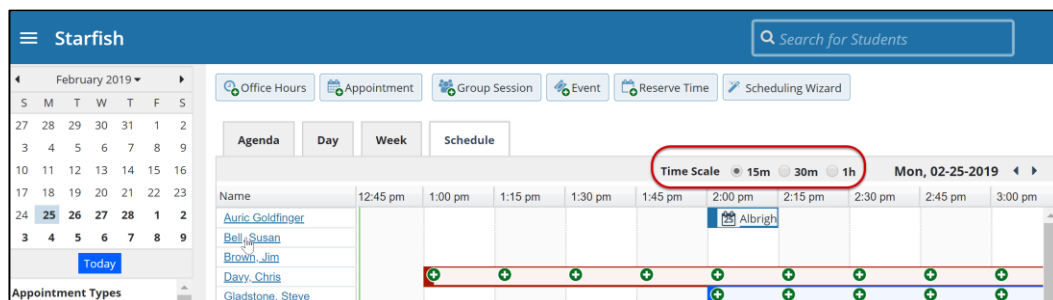 Starfish
Search for Students
February 2019
S M T W T F S
27 28 29 30 31 1 2
3 4 5 6 7 8 9
10 11 12 13 14 15 16
17 18 19 20 21 22 23
24 25 26 27 28 1 2
3 4 5 6 7 8 9
Today
Appointment Types
Office Hours Appointment Group Session Event Reserve Time Scheduling Wizard
Agenda Day Week Schedule
Time Scale 15m 30m 1h Mon, 02-25-2019
Name 12:45 pm 1:00 pm 1:15 pm 1:30 pm 1:45 pm 2:00 pm 2:15 pm 2:30 pm 2:45 pm 3:00 pm
Auric Goldfinger 25 Albrigh
Bell, Susan
Brown, Jim
Davy, Chris
Gladstone, Steve